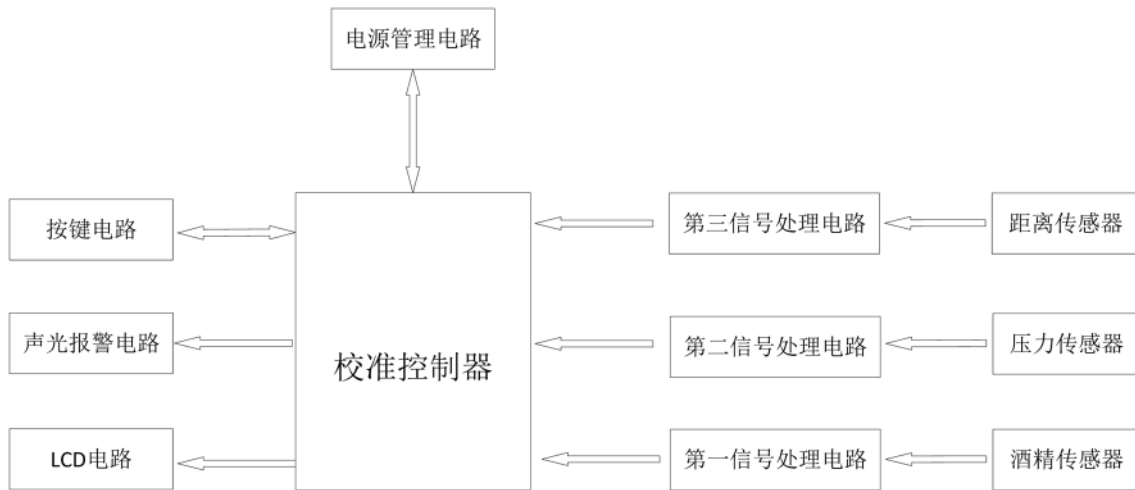 电源管理电路
按键电路
第三信号处理电路
距离传感器
声光报警电路
校准控制器
第二信号处理电路
压力传感器
LCD电路
第一信号处理电路
酒精传感器